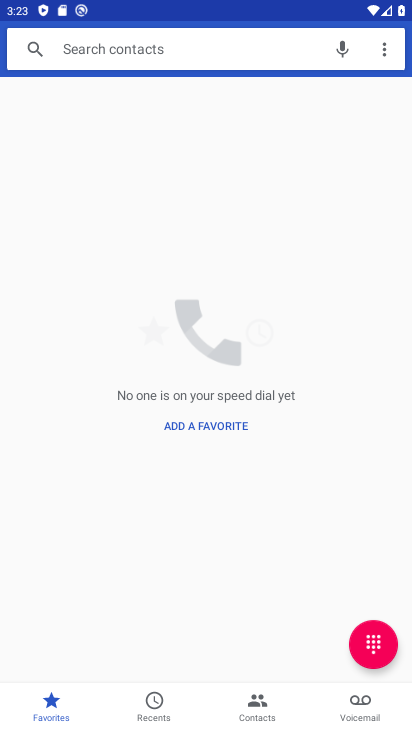 3:23
Search contacts
No one is on your speed dial yet
ADD A FAVORITE
Favorites
Recents
Contacts
Voicemail